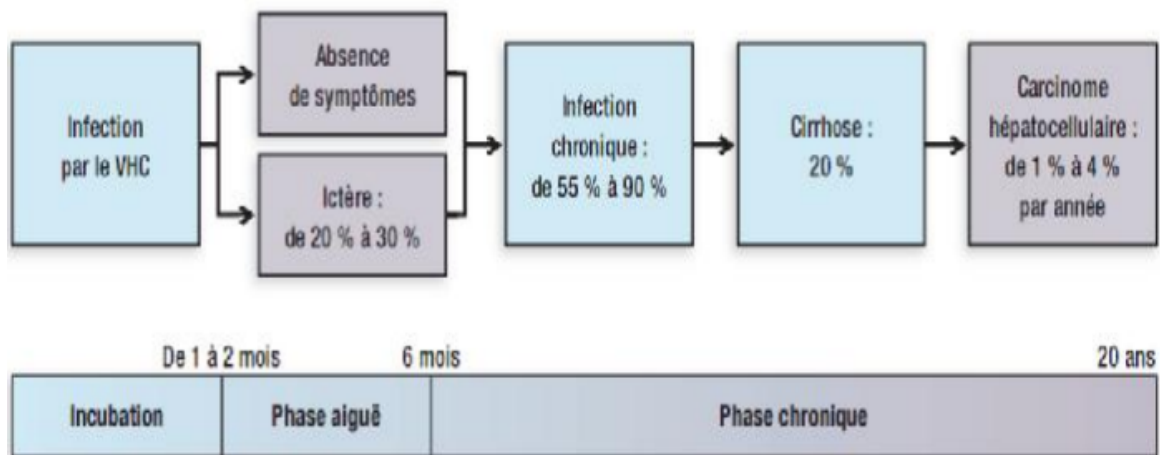 Infection
par le VHC
Absence
de symptômes
Ictère :
de 20 % à 30 %
Infection
chronique :
de 55 % à 90 %
Cirrhose :
20 %
Carcinome
hépatocellulaire :
de 1 % à 4 %
par année
De 1 à 2 mois
6 mois
20 ans
Incubation
Phase aiguë
Phase chronique